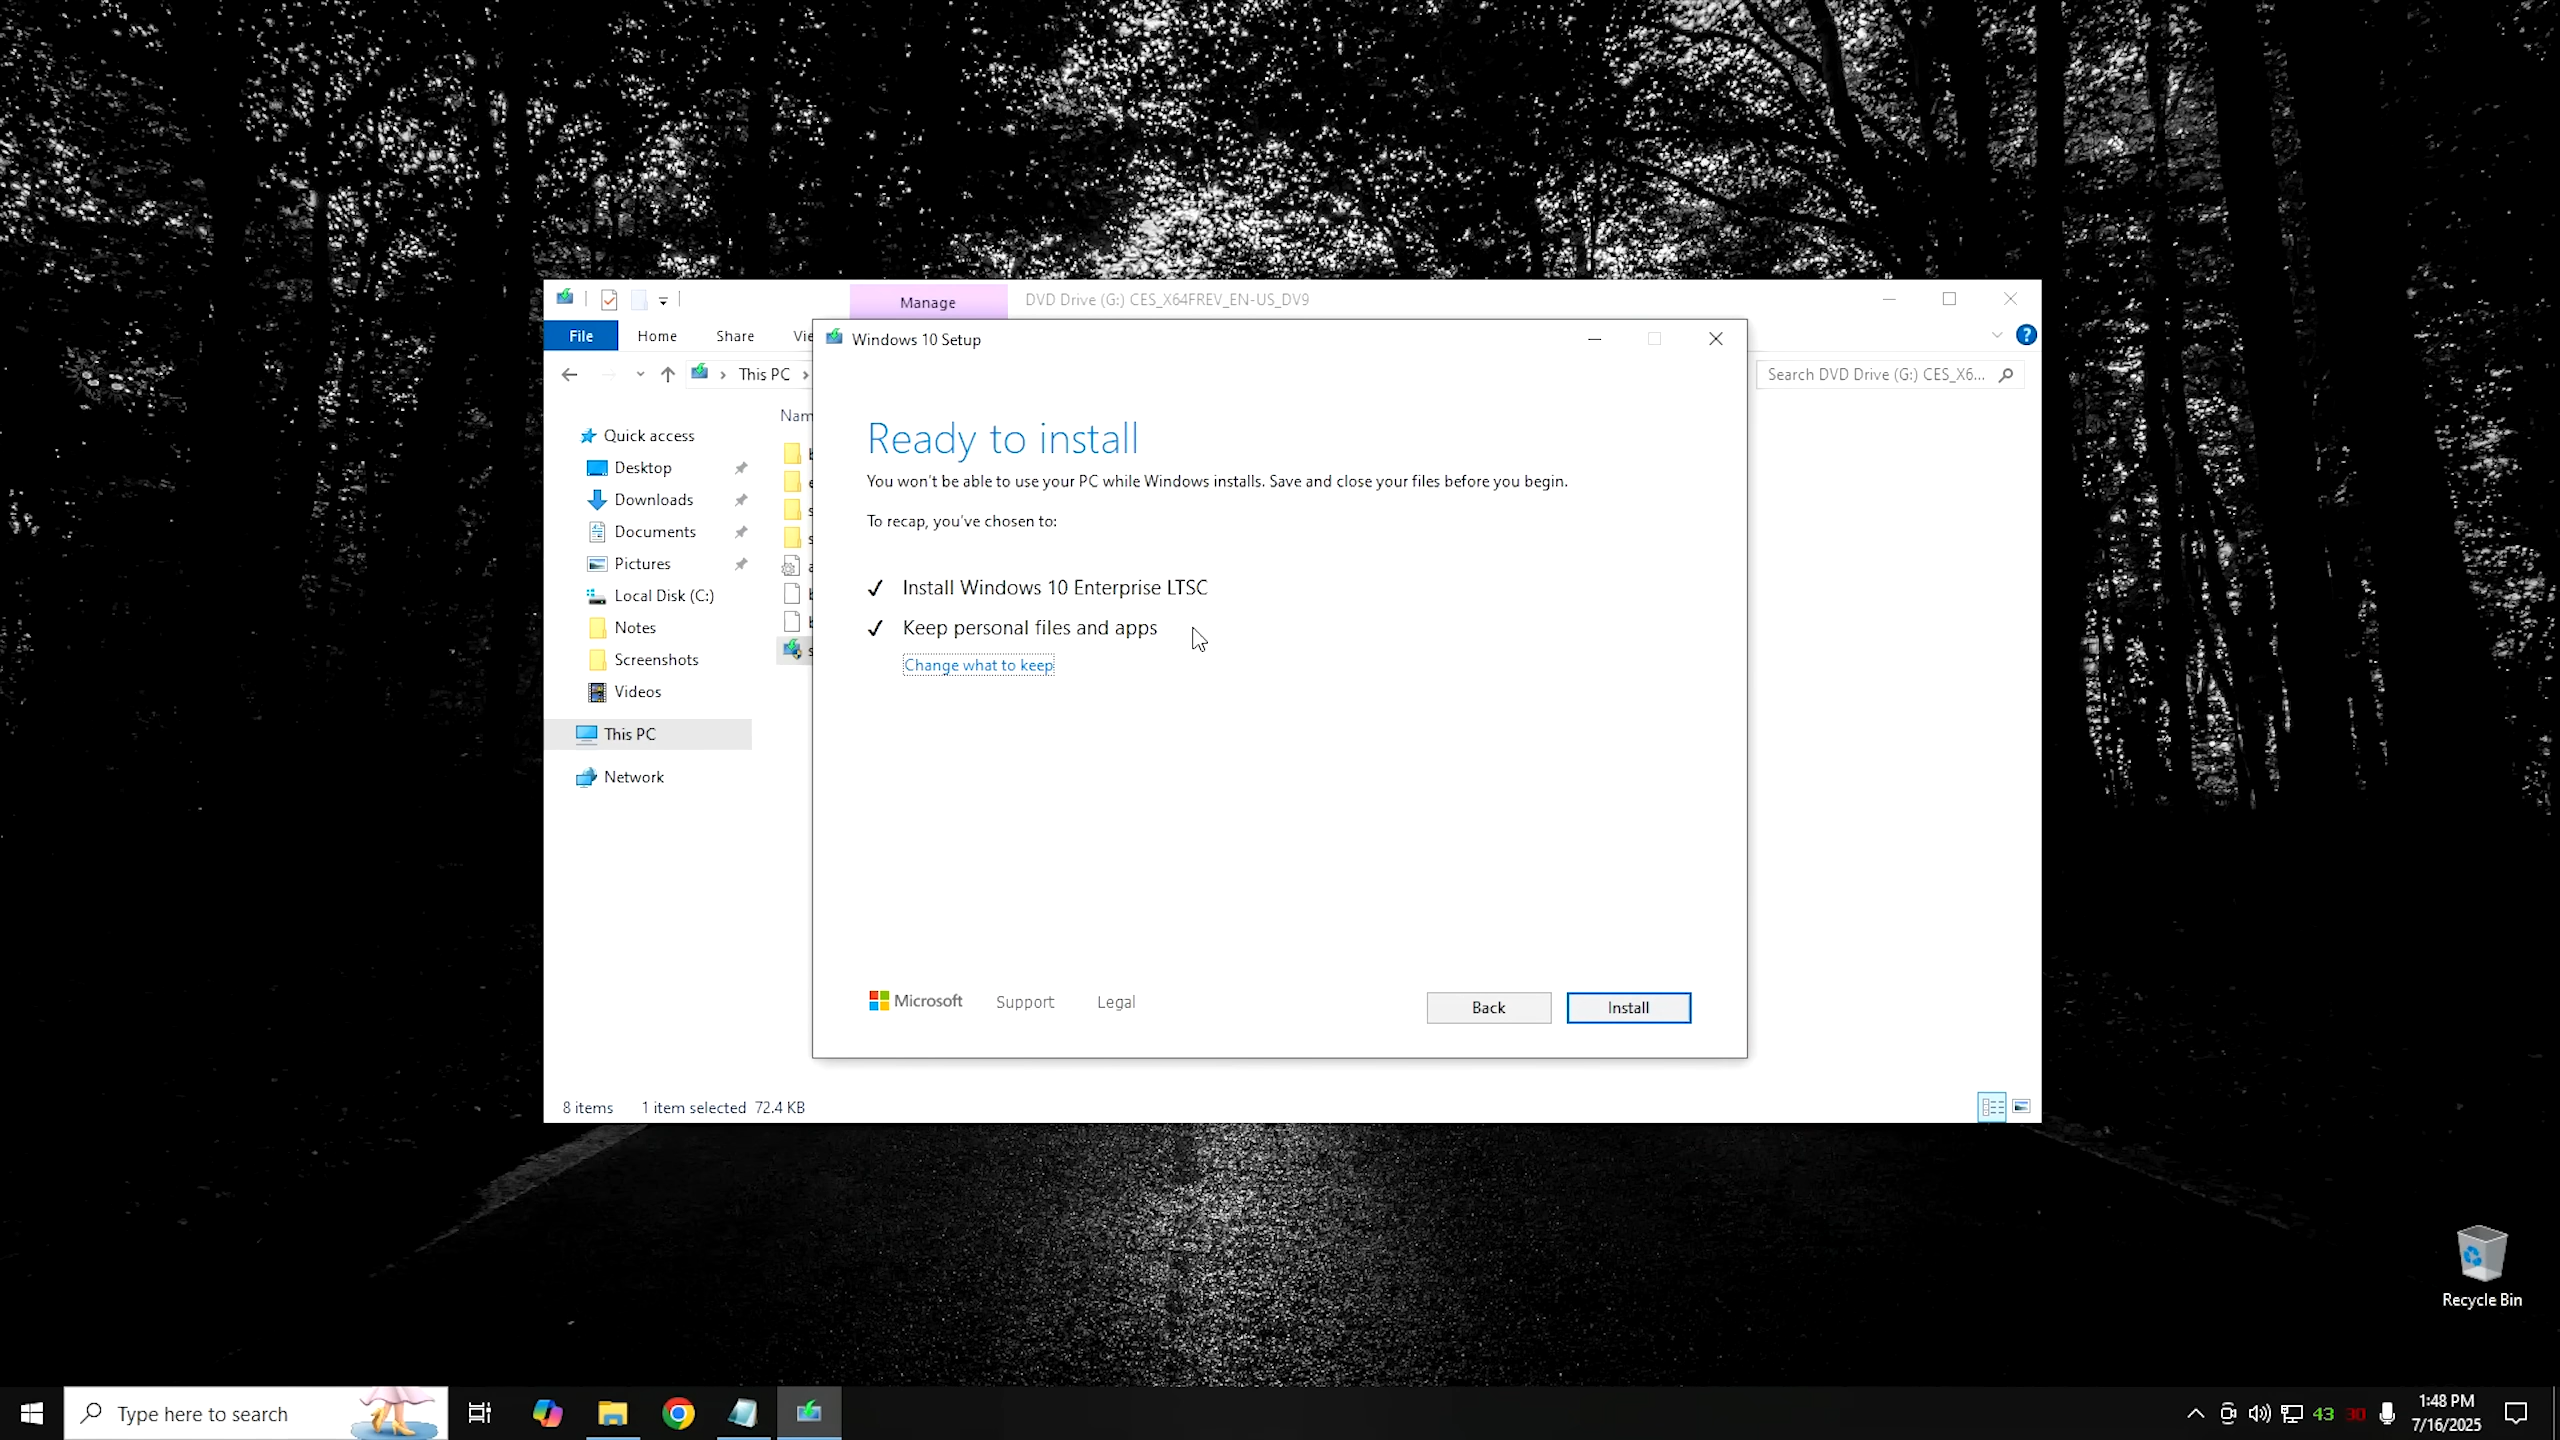 Manage
DVD Drive (G:) CES_X64FREV_EN-US_DV9
File
Home
Share
Windows 10 Setup
This PC
Search DVD Drive (G:) CES_X6...
Quick access
Desktop
Downloads
Documents
Pictures
Local Disk (C:)
Notes
Screenshots
Videos
This PC
Network
Ready to install
You won't be able to use your PC while Windows installs. Save and close your files before you begin.
To recap, you've chosen to:
Install Windows 10 Enterprise LTSC
Keep personal files and apps
Change what to keep
Microsoft
Support
Legal
Back
Install
8 items
1 item selected 72.4 KB
Recycle Bin
Type here to search
43
30
1:48 PM
7/16/2025